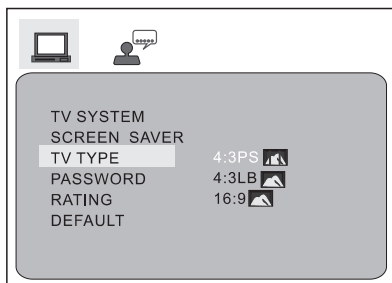 TV SYSTEM
SCREEN SAVER
TV TYPE 4:3PS
PASSWORD 4:3LB
RATING 16:9
DEFAULT